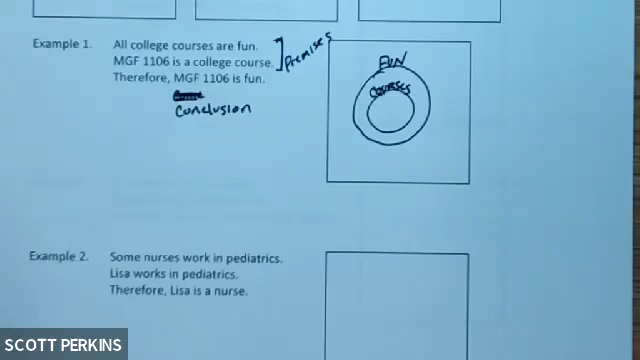 Example 1. All college courses are fun.
MGF 1106 is a college course.
Therefore, MGF 1106 is fun.
Premises
Conclusion
FUN
COURSES
Example 2. Some nurses work in pediatrics.
Lisa works in pediatrics.
Therefore, Lisa is a nurse.
SCOTT PERKINS